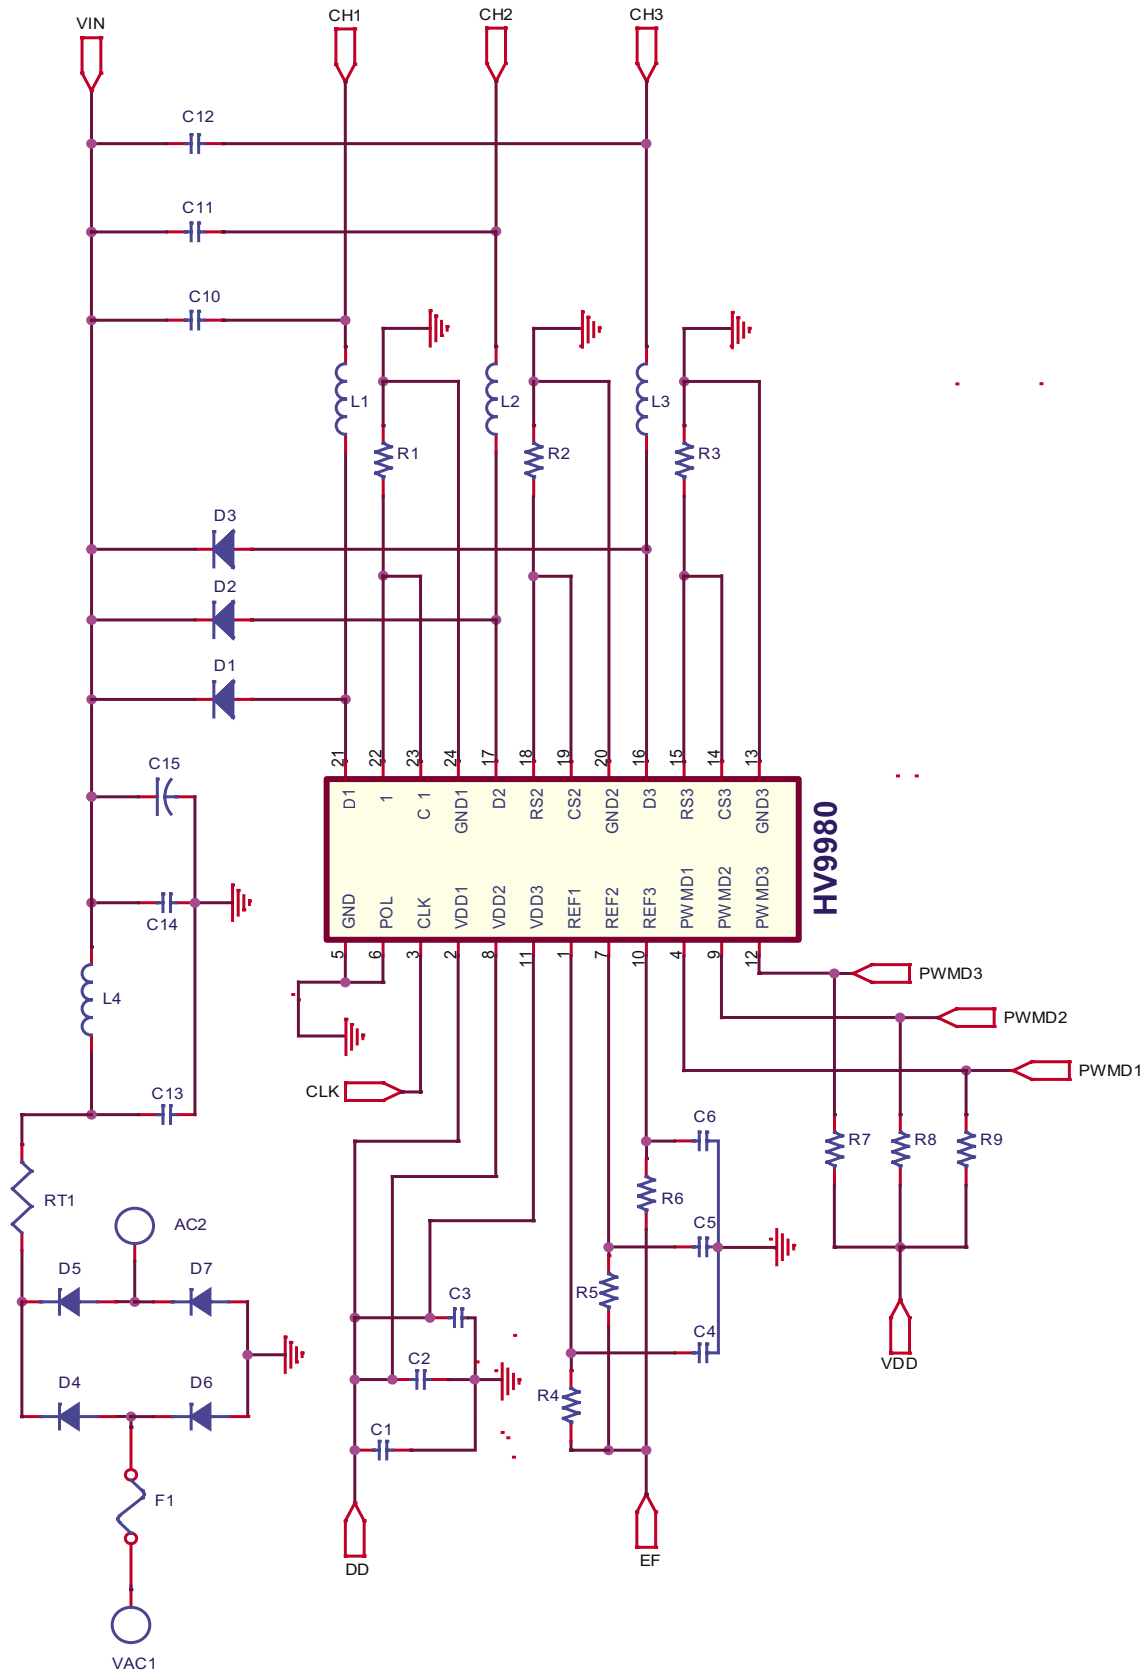 VIN
CH1
CH2
CH3
C12
C11
C10
L1
L2
L3
R1
R2
R3
D3
D2
D1
C15
C14
21
22
23
24
17
18
19
20
16
15
14
13
D1
1
C 1
GND1
D2
RS2
CS2
GND2
D3
RS3
CS3
GND3
HV9980
GND
POL
CLK
VDD1
VDD2
VDD3
REF1
REF2
REF3
PWMD1
PWMD2
PWMD3
5
6
3
2
8
11
1
7
10
4
9
12
PWMD3
PWMD2
PWMD1
L4
CLK
C13
C6
R7
R8
R9
RT1
AC2
R6
C5
D5
D7
C3
R5
C4
VDD
C2
D4
D6
R4
C1
F1
DD
EF
VAC1